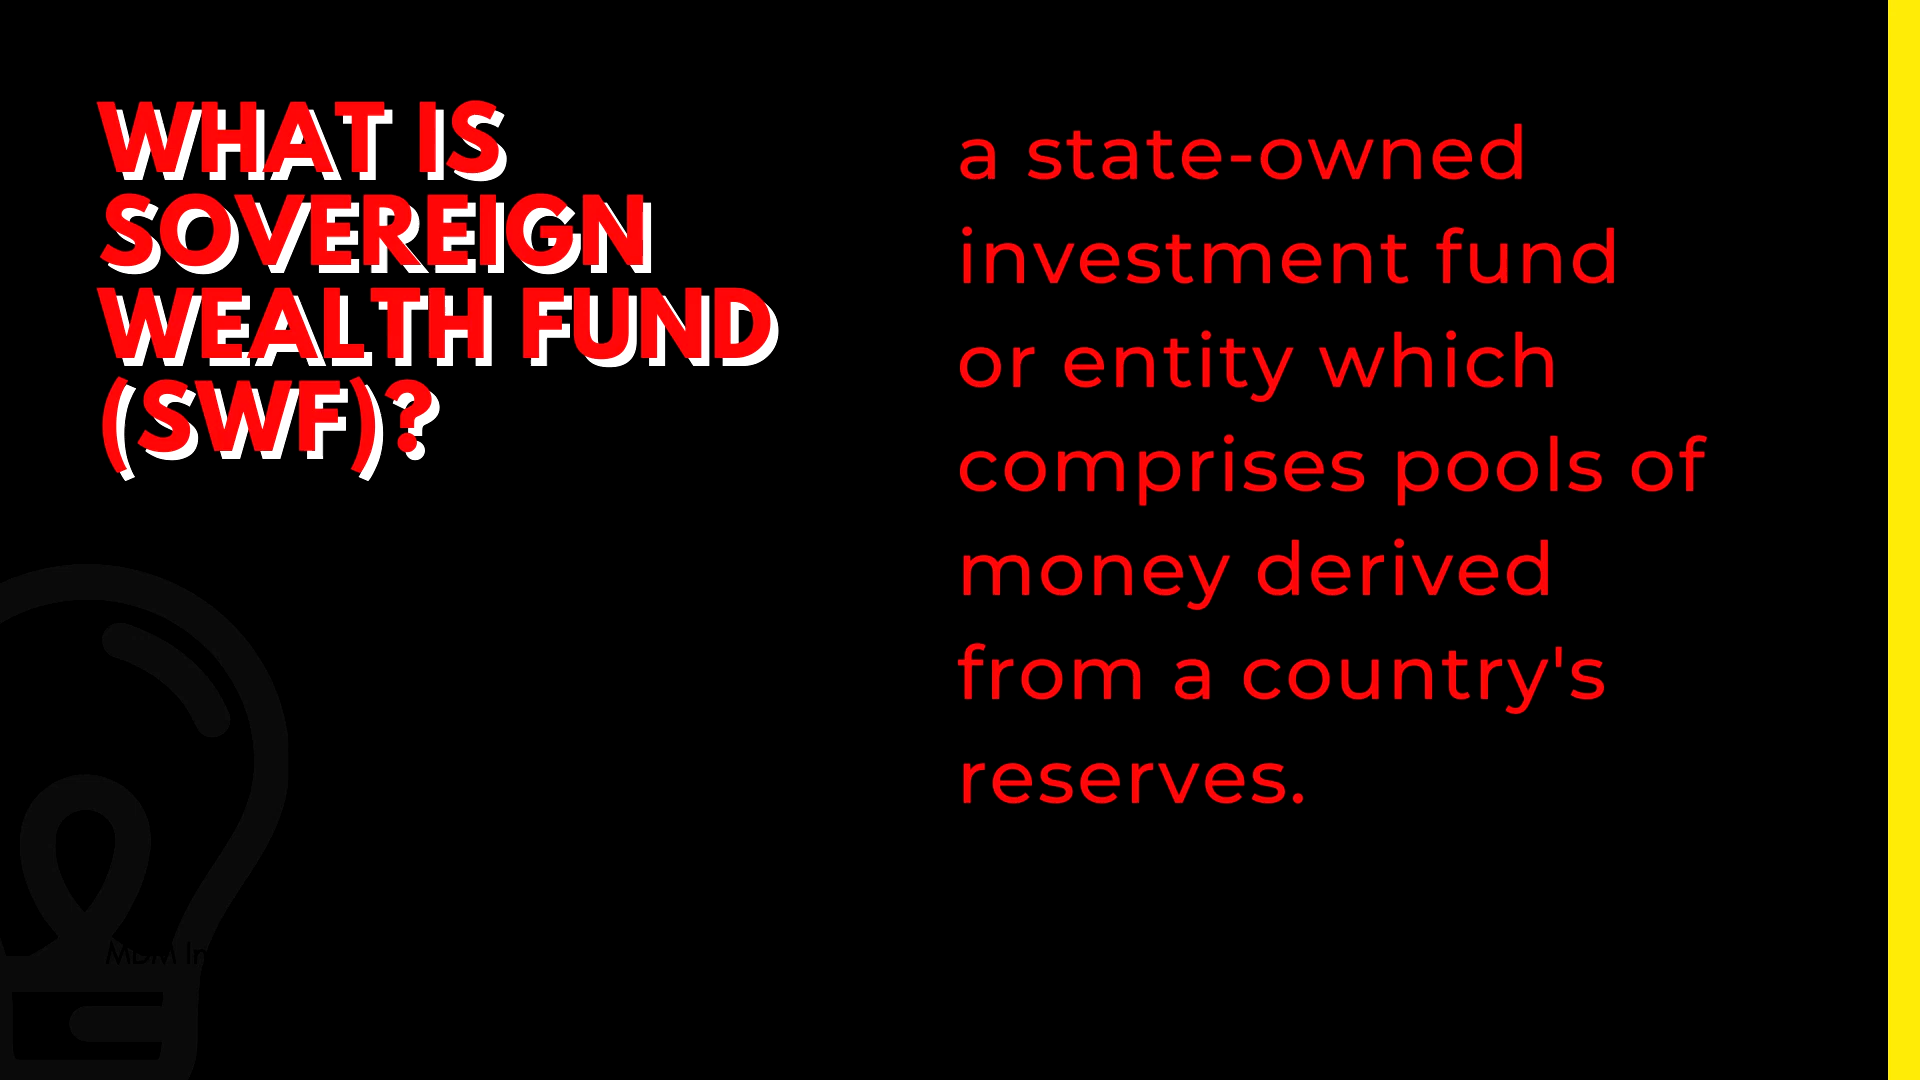 WHAT IS
SOVEREIGN
WEALTH FUND
(SWF)?
a state-owned
investment fund
or entity which
comprises pools of
money derived
from a country's
reserves.
MDM